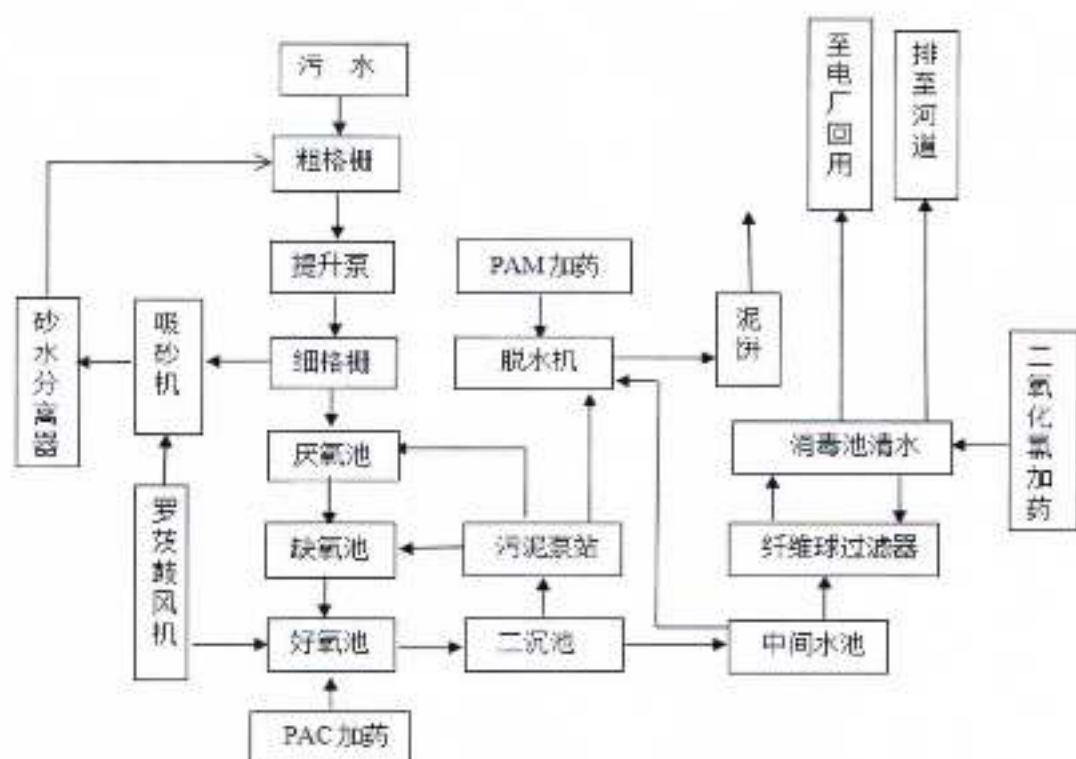 污 水
至电厂回用
排至河道
粗格栅
提升泵
PAM加药
砂水分离器
吸砂机
细格栅
脱水机
泥饼
二氧化氯加药
厌氧池
消毒池清水
罗茨鼓风机
缺氧池
污泥泵站
纤维球过滤器
好氧池
二沉池
中间水池
PAC加药